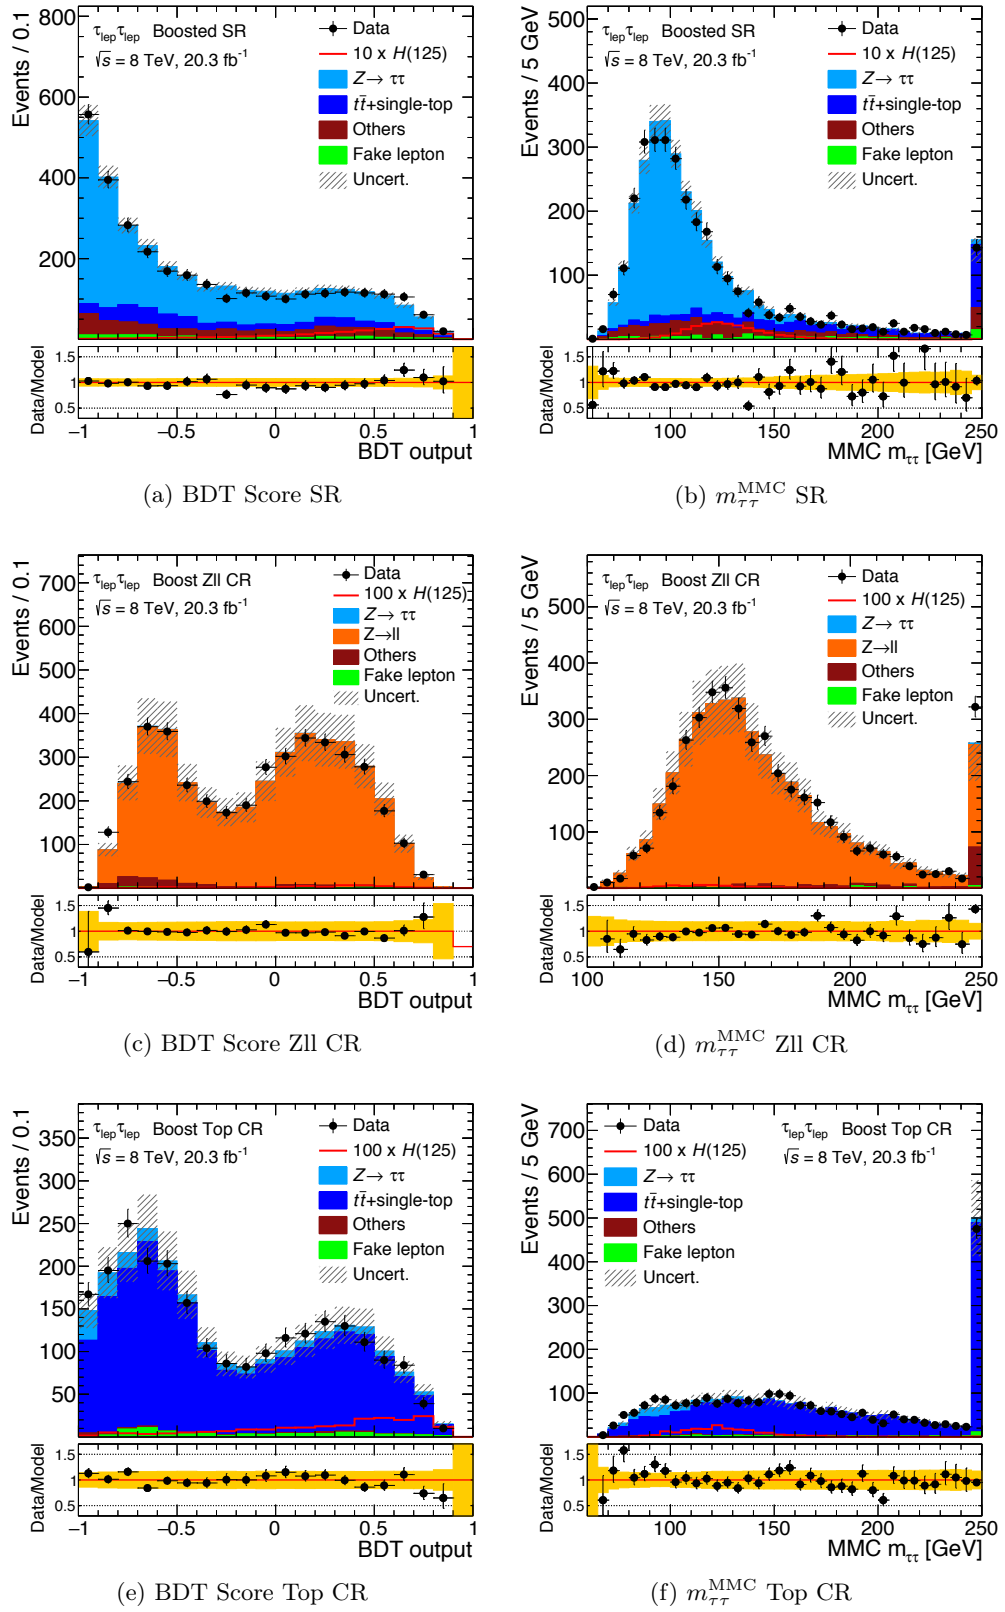 Events / 0.1
800
600
400
200
τlepτlep Boosted SR
√s = 8 TeV, 20.3 fb⁻¹
Data
10 x H(125)
Z→ ττ
tt̄+single-top
Others
Fake lepton
Uncert.
Data/Model
1.5
1
0.5
−1 −0.5 0 0.5 1
BDT output
(a) BDT Score SR
Events / 5 GeV
500
400
300
200
100
τlepτlep Boosted SR
√s = 8 TeV, 20.3 fb⁻¹
Data
10 x H(125)
Z→ ττ
tt̄+single-top
Others
Fake lepton
Uncert.
Data/Model
1.5
1
0.5
100 150 200 250
MMC mττ [GeV]
(b) mττ^MMC SR
Events / 0.1
700
600
500
400
300
200
100
τlepτlep Boost Zll CR
√s = 8 TeV, 20.3 fb⁻¹
Data
100 x H(125)
Z→ ττ
Z→ll
Others
Fake lepton
Uncert.
Data/Model
1.5
1
0.5
−1 −0.5 0 0.5 1
BDT output
(c) BDT Score Zll CR
Events / 5 GeV
500
400
300
200
100
τlepτlep Boost Zll CR
√s = 8 TeV, 20.3 fb⁻¹
Data
100 x H(125)
Z→ ττ
Z→ll
Others
Fake lepton
Uncert.
Data/Model
1.5
1
0.5
100 150 200 250
MMC mττ [GeV]
(d) mττ^MMC Zll CR
Events / 0.1
350
300
250
200
150
100
50
τlepτlep Boost Top CR
√s = 8 TeV, 20.3 fb⁻¹
Data
100 x H(125)
Z→ ττ
tt̄+single-top
Others
Fake lepton
Uncert.
Data/Model
1.5
1
0.5
−1 −0.5 0 0.5 1
BDT output
(e) BDT Score Top CR
Events / 5 GeV
700
600
500
400
300
200
100
Data
100 x H(125)
Z→ ττ
tt̄+single-top
Others
Fake lepton
Uncert.
τlepτlep Boost Top CR
√s = 8 TeV, 20.3 fb⁻¹
Data/Model
1.5
1
0.5
100 150 200 250
MMC mττ [GeV]
(f) mττ^MMC Top CR